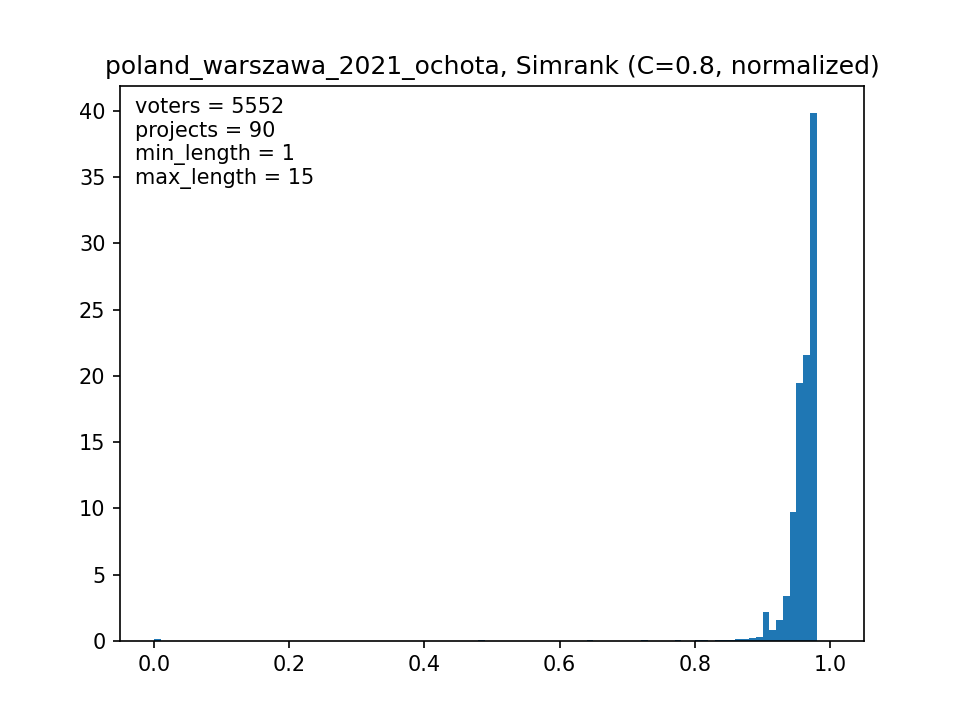 poland_warszawa_2021_ochota, Simrank (C=0.8, normalized)
voters = 5552
projects = 90
min_length = 1
max_length = 15
40
35
30
25
20
15
10
5
0
0.0 0.2 0.4 0.6 0.8 1.0